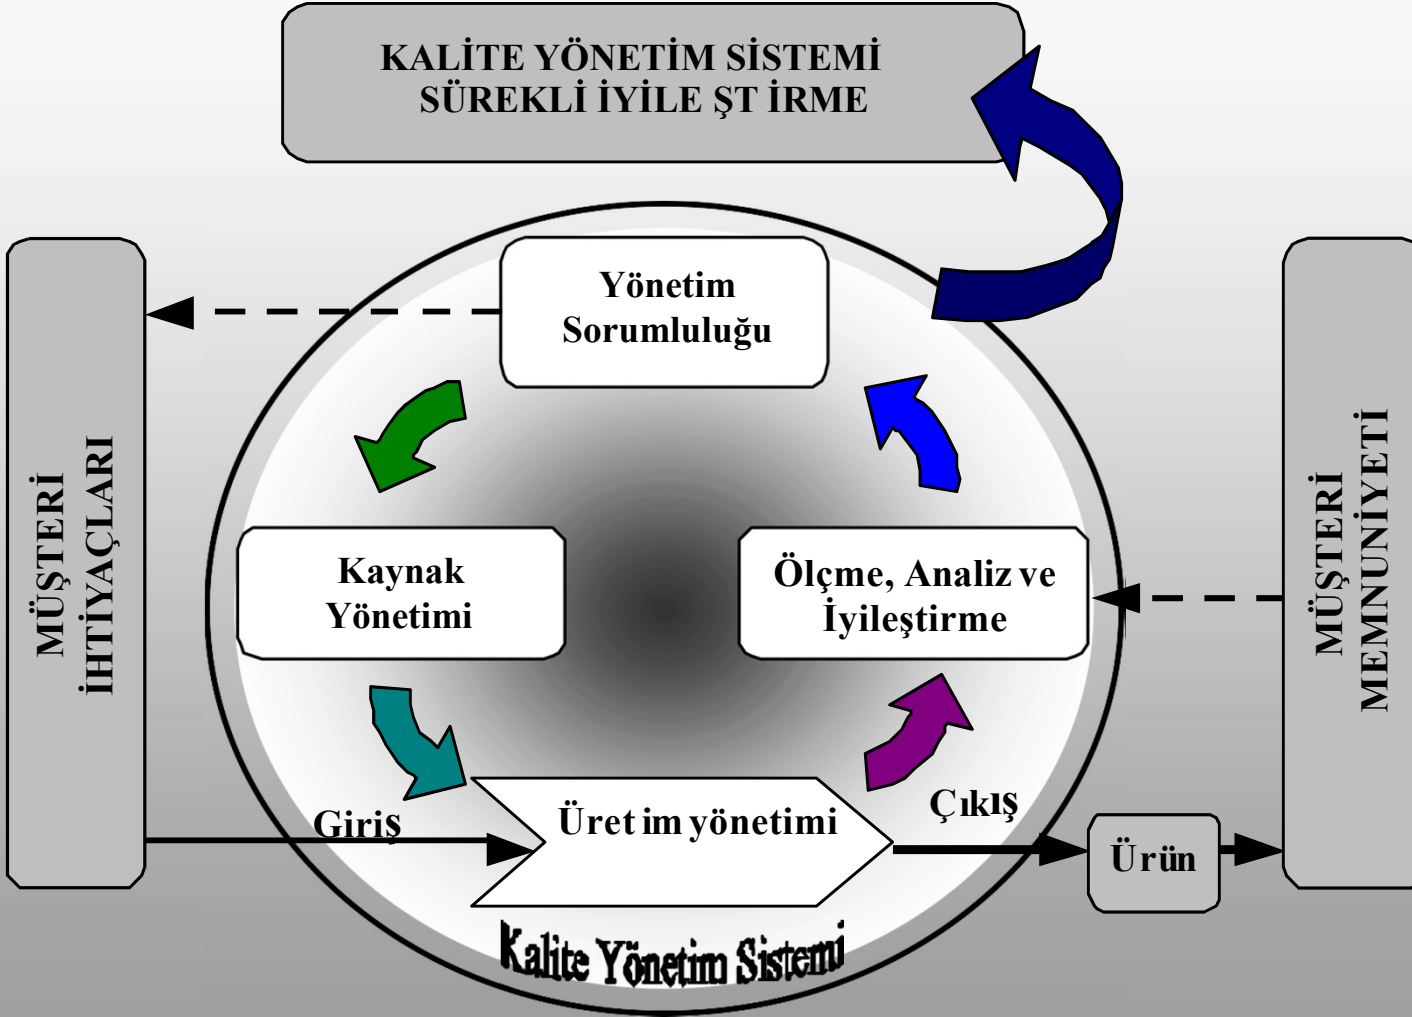 KALİTE YÖNETİM SİSTEMİ
SÜREKLİ İYİLE ŞT İRME
Yönetim
Sorumluluğu
MÜŞTERİ
İHTİYAÇLARI
Kaynak
Yönetimi
Ölçme, Analiz ve
İyileştirme
MÜŞTERİ
MEMNUNİYETİ
Giriş
Üret im yönetimi
Çıkış
Ürün
Kalite Yönetim Sistemi